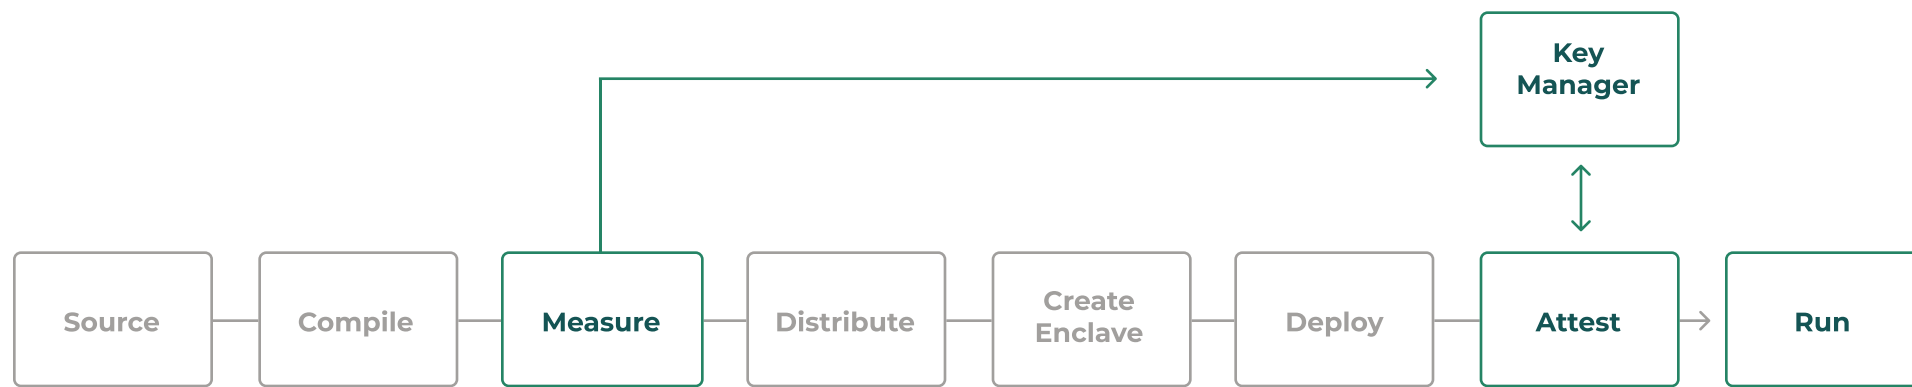 Key
Manager
Source
Compile
Measure
Distribute
Create
Enclave
Deploy
Attest
Run